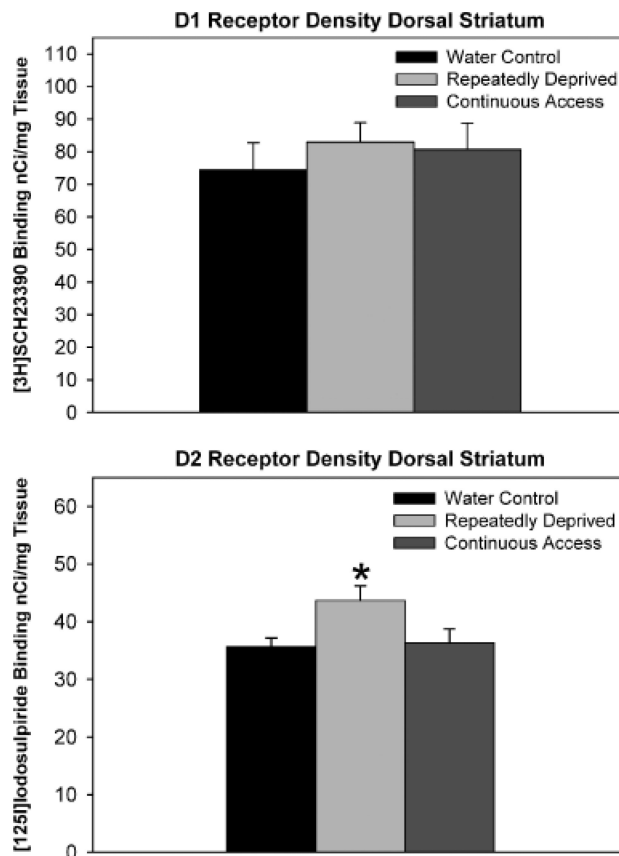 D1 Receptor Density Dorsal Striatum
[3H]SCH23390 Binding nCi/mg Tissue
110
100
90
80
70
60
50
40
30
20
10
0
Water Control
Repeatedly Deprived
Continuous Access
D2 Receptor Density Dorsal Striatum
[125I]Iodosulpiride Binding nCi/mg Tissue
60
50
40
30
20
10
0
Water Control
Repeatedly Deprived
Continuous Access
*